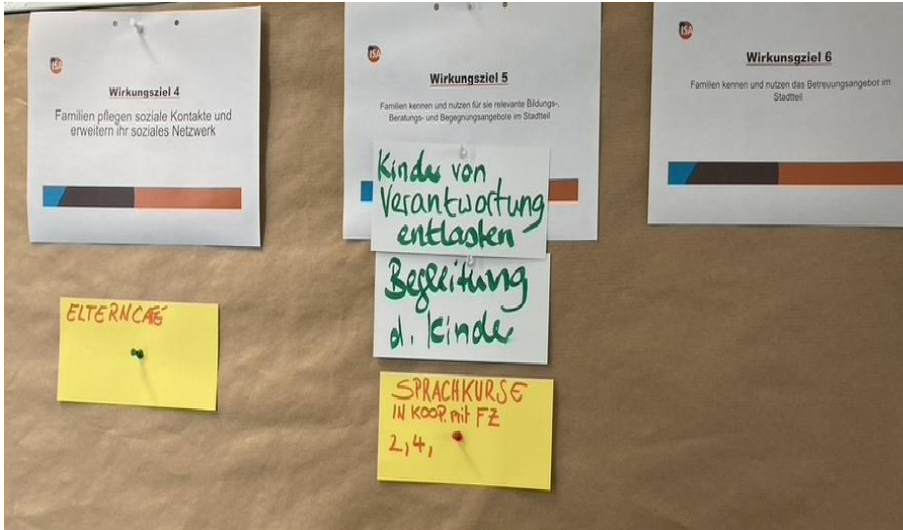 ISA
Wirkungsziel 4
Familien pflegen soziale Kontakte und
erweitern ihr soziales Netzwerk
ELTERNCAFÉ
ISA
Wirkungsziel 5
Familien kennen und nutzen für sie relevante Bildungs-,
Beratungs- und Begegnungsangebote im Stadtteil
Kinder von
Verantwortung
entlasten
Begleitung
d. Kinder
SPRACHKURSE
IN KOOP. mit FZ
2,4,
ISA
Wirkunsgziel 6
Familien kennen und nutzen das Betreuungsangebot im
Stadtteil